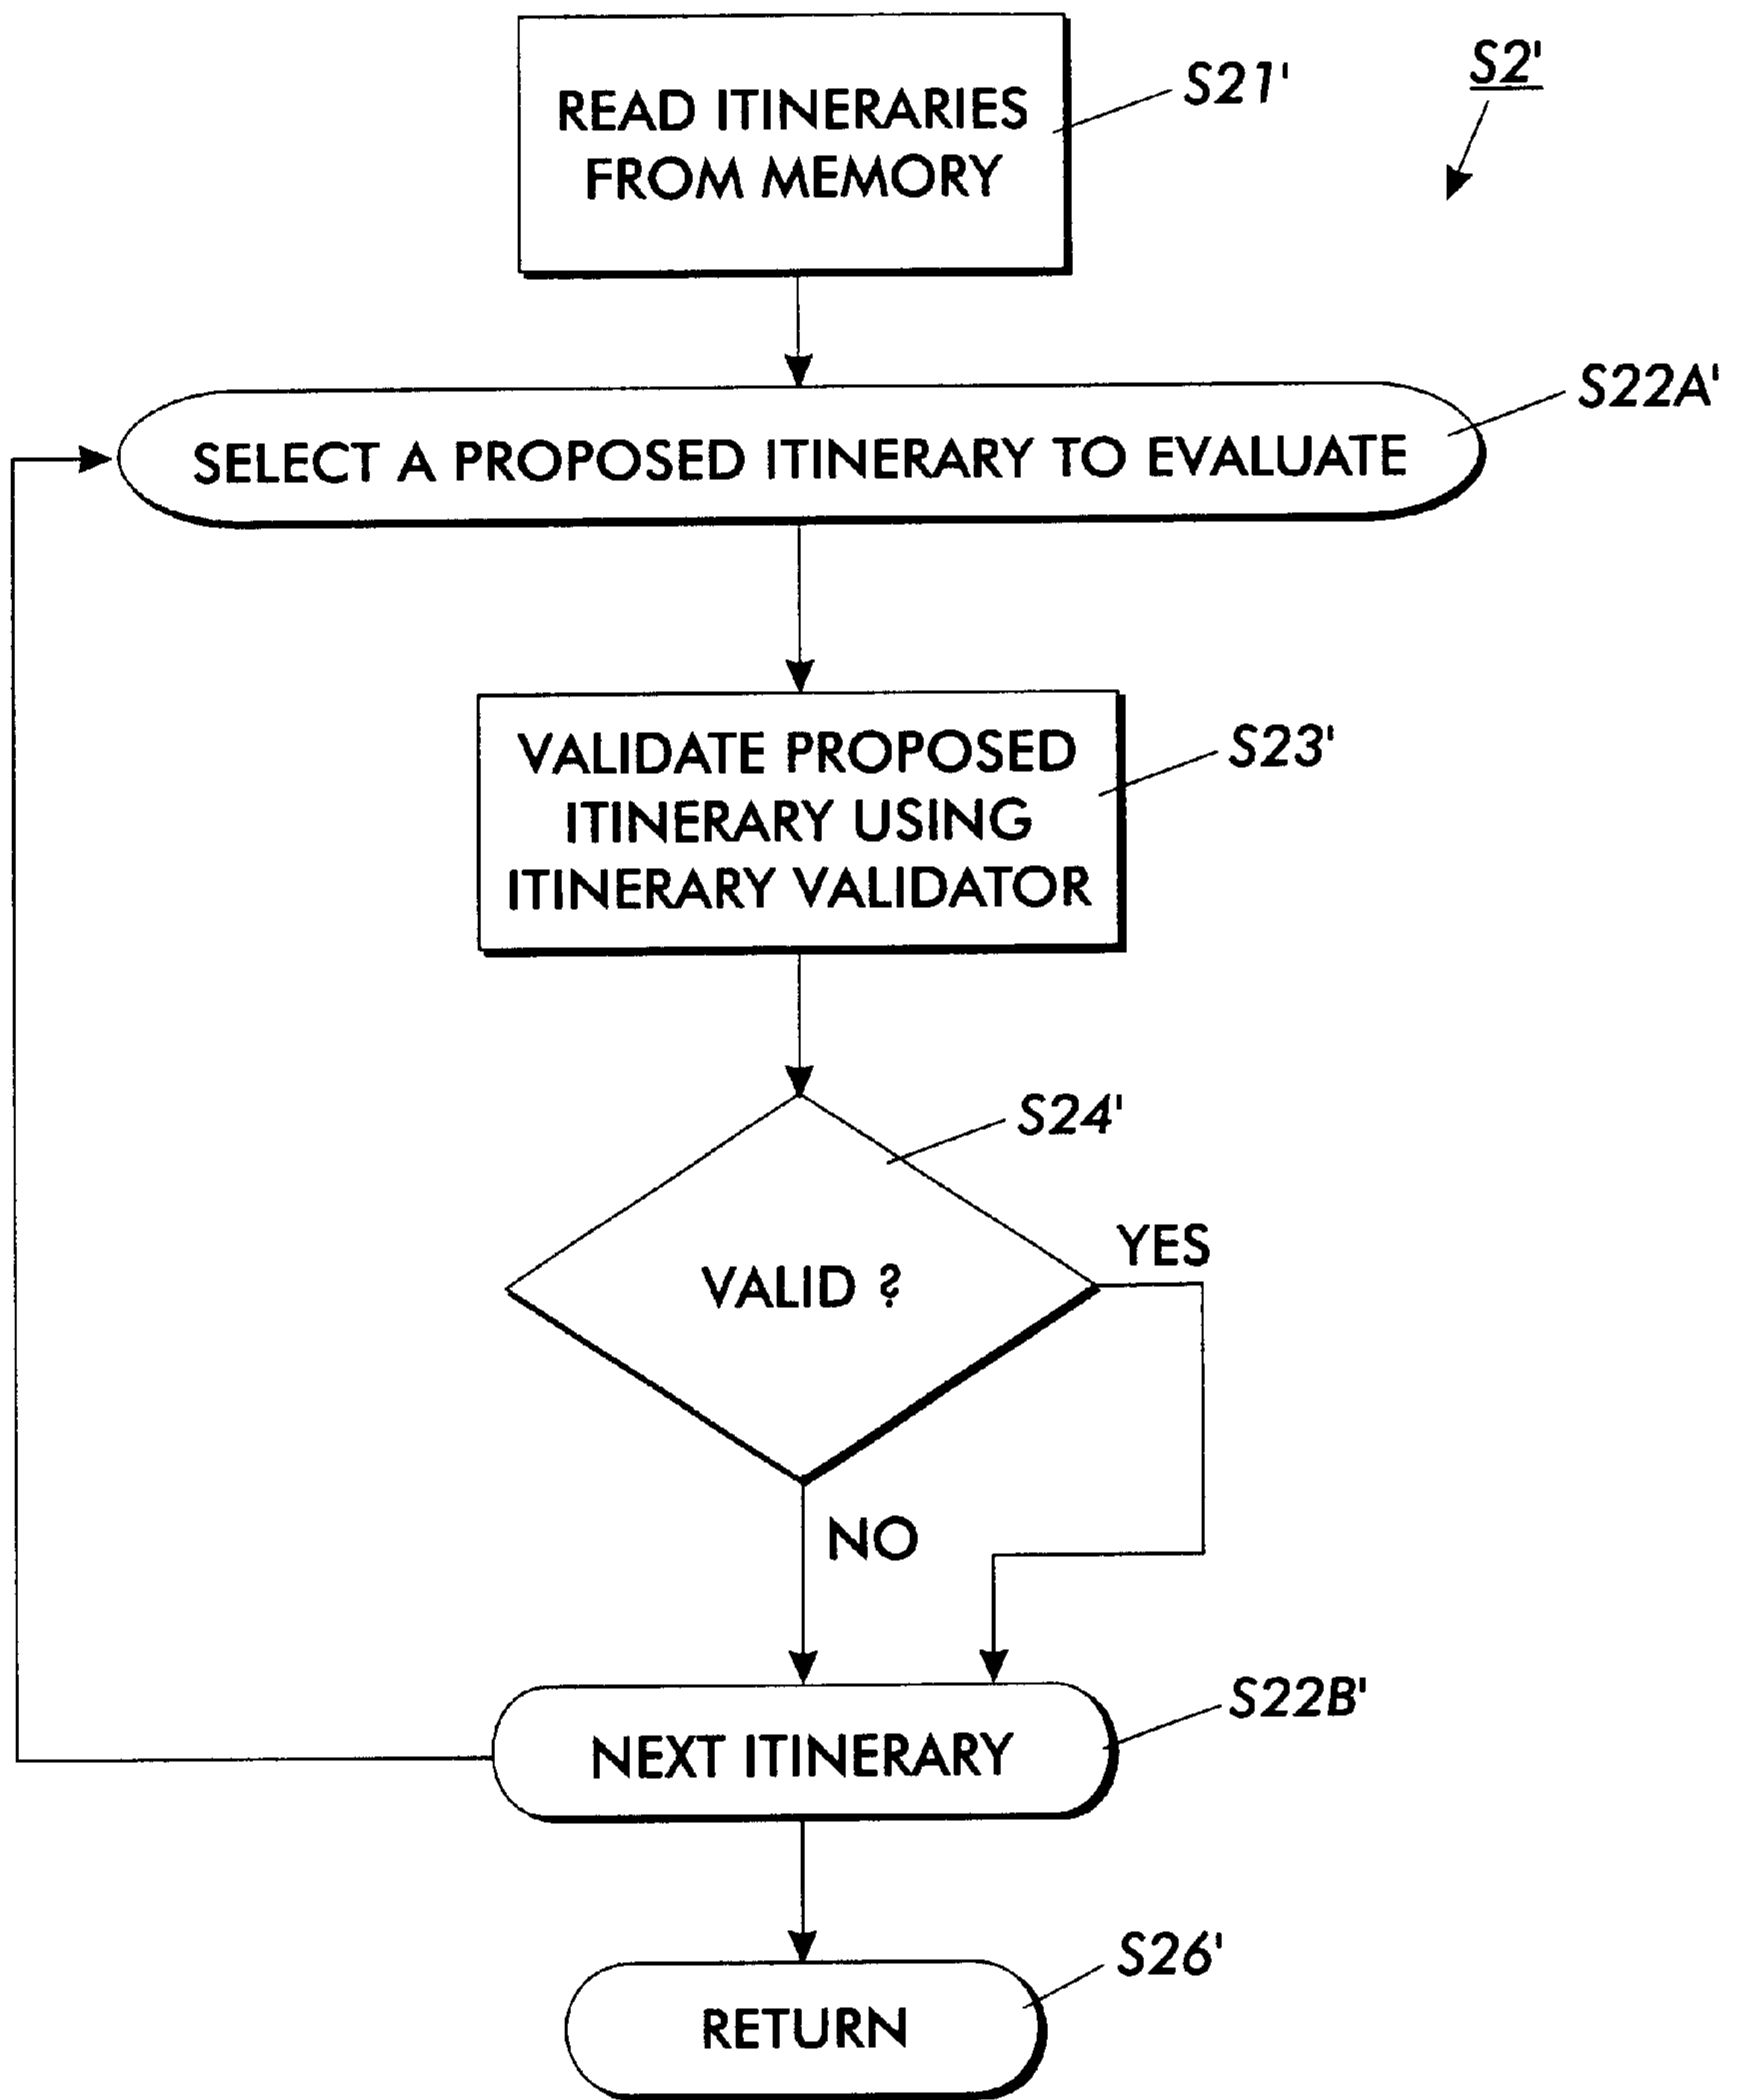 S2'
READ ITINERARIES
FROM MEMORY
S21'
SELECT A PROPOSED ITINERARY TO EVALUATE
S22A'
VALIDATE PROPOSED
ITINERARY USING
ITINERARY VALIDATOR
S23'
S24'
VALID ?
YES
NO
NEXT ITINERARY
S22B'
RETURN
S26'